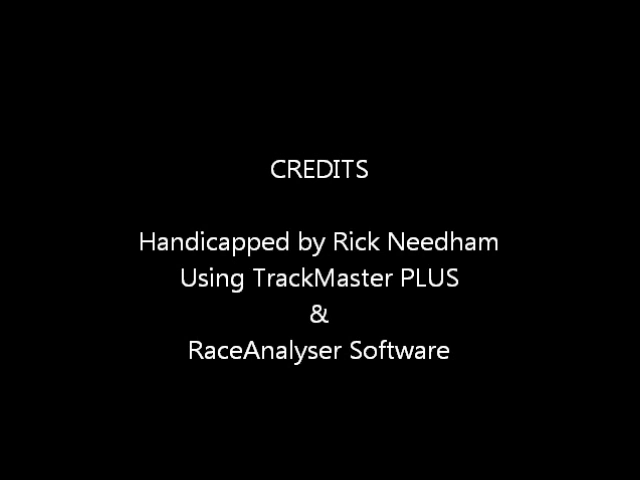 CREDITS
Handicapped by Rick Needham
Using TrackMaster PLUS
&
RaceAnalyser Software